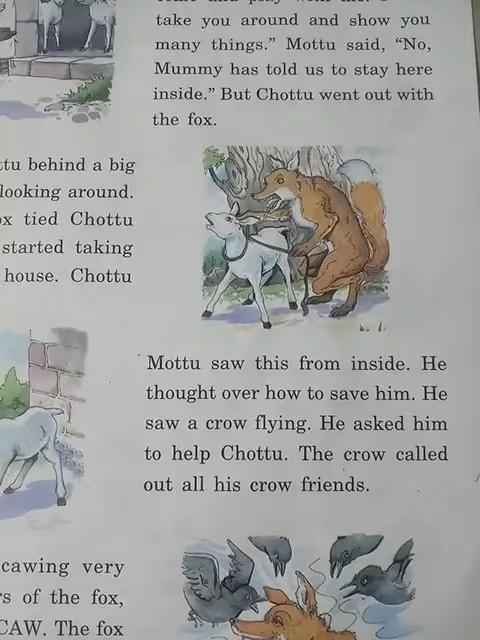 take you around and show you
many things.” Mottu said, “No,
Mummy has told us to stay here
inside.” But Chottu went out with
the fox.
behind a big
looking around.
tied Chottu
started taking
house. Chottu
Mottu saw this from inside. He
thought over how to save him. He
saw a crow flying. He asked him
to help Chottu. The crow called
out all his crow friends.
cawing very
of the fox,
CAW. The fox